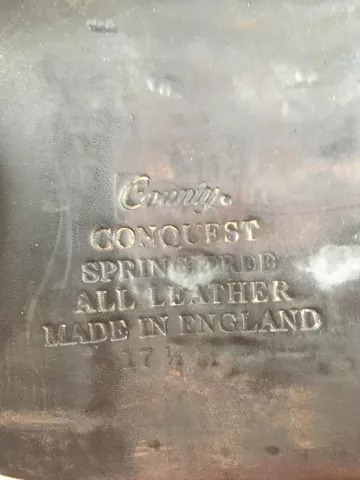 County.
CONQUEST
SPRING TREE
ALL LEATHER
MADE IN ENGLAND
17 ½